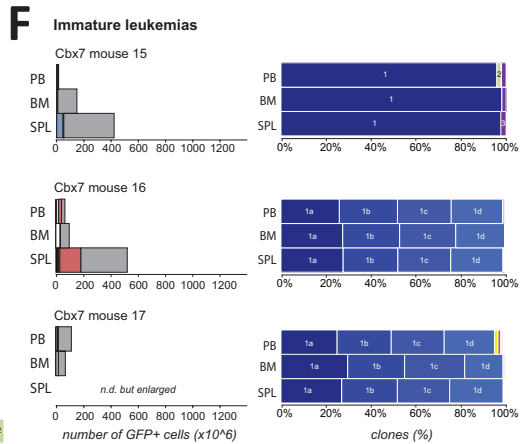 F
Immature leukemias
Cbx7 mouse 15
PB
BM
SPL
0 200 400 600 800 1000 1200
PB 1 2
BM 1
SPL 1 3
0% 20% 40% 60% 80% 100%
Cbx7 mouse 16
PB
BM
SPL
0 200 400 600 800 1000 1200
PB 1a 1b 1c 1d
BM 1a 1b 1c 1d
SPL 1a 1b 1c 1d
0% 20% 40% 60% 80% 100%
Cbx7 mouse 17
PB
BM
SPL n.d. but enlarged
0 200 400 600 800 1000 1200
number of GFP+ cells (x10^6)
PB 1a 1b 1c 1d
BM 1a 1b 1c 1d
SPL 1a 1b 1c 1d
0% 20% 40% 60% 80% 100%
clones (%)